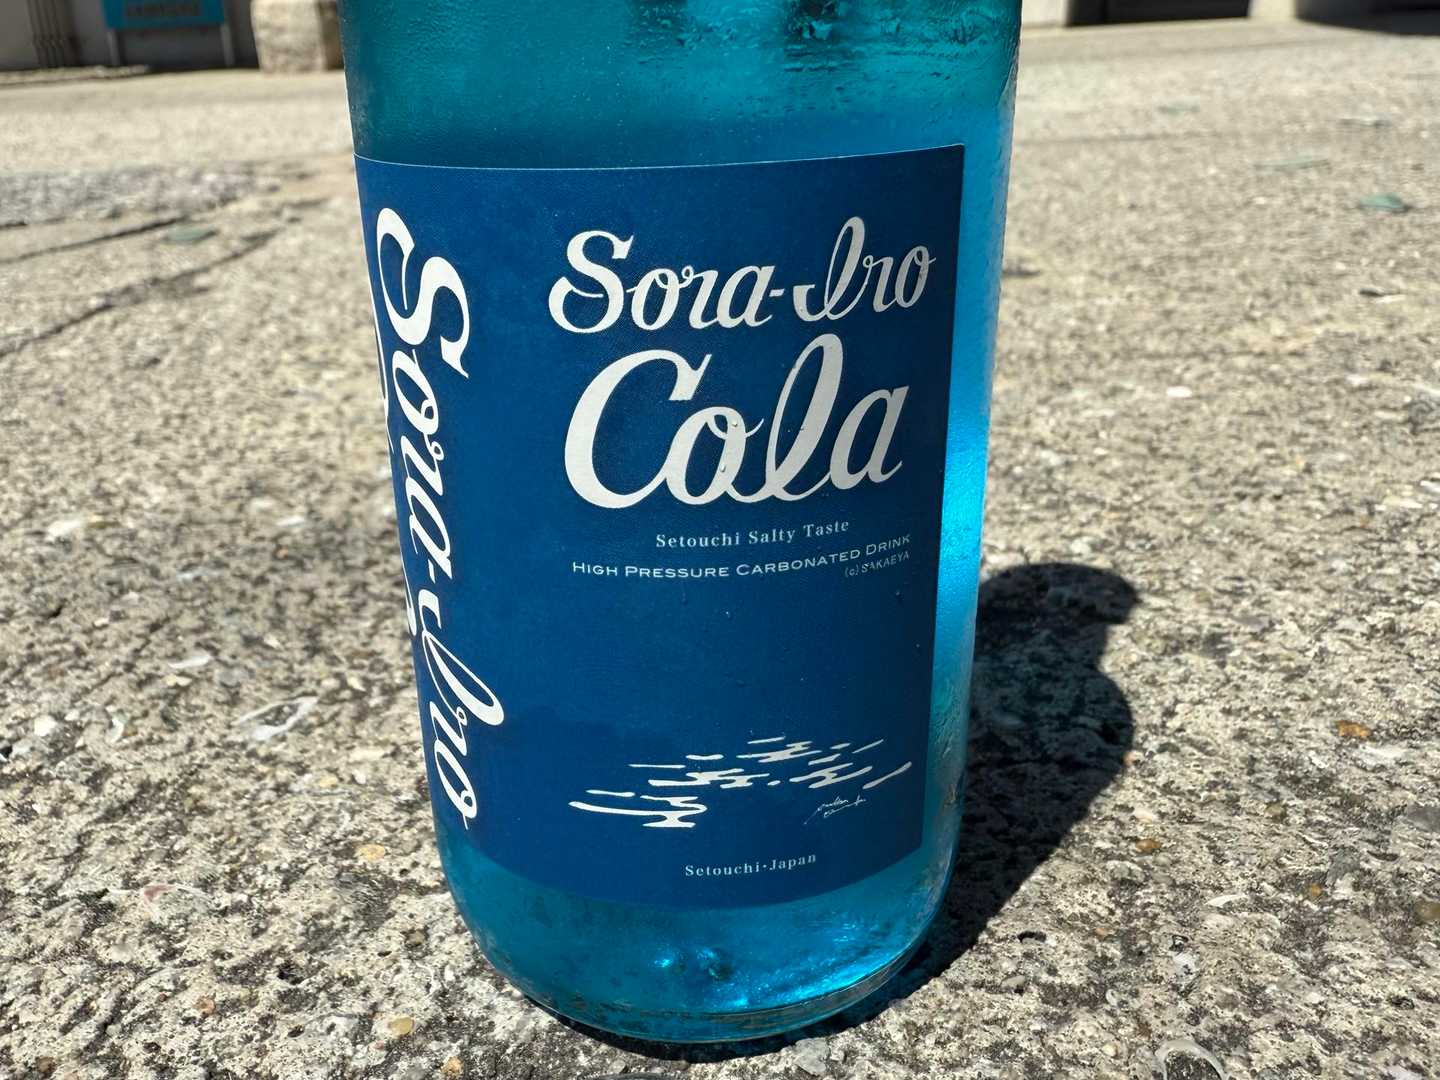 Sora-Iro
Sora-Iro
Cola
Setouchi Salty Taste
HIGH PRESSURE CARBONATED DRINK
(c) SAKAEYA
Setouchi・Japan